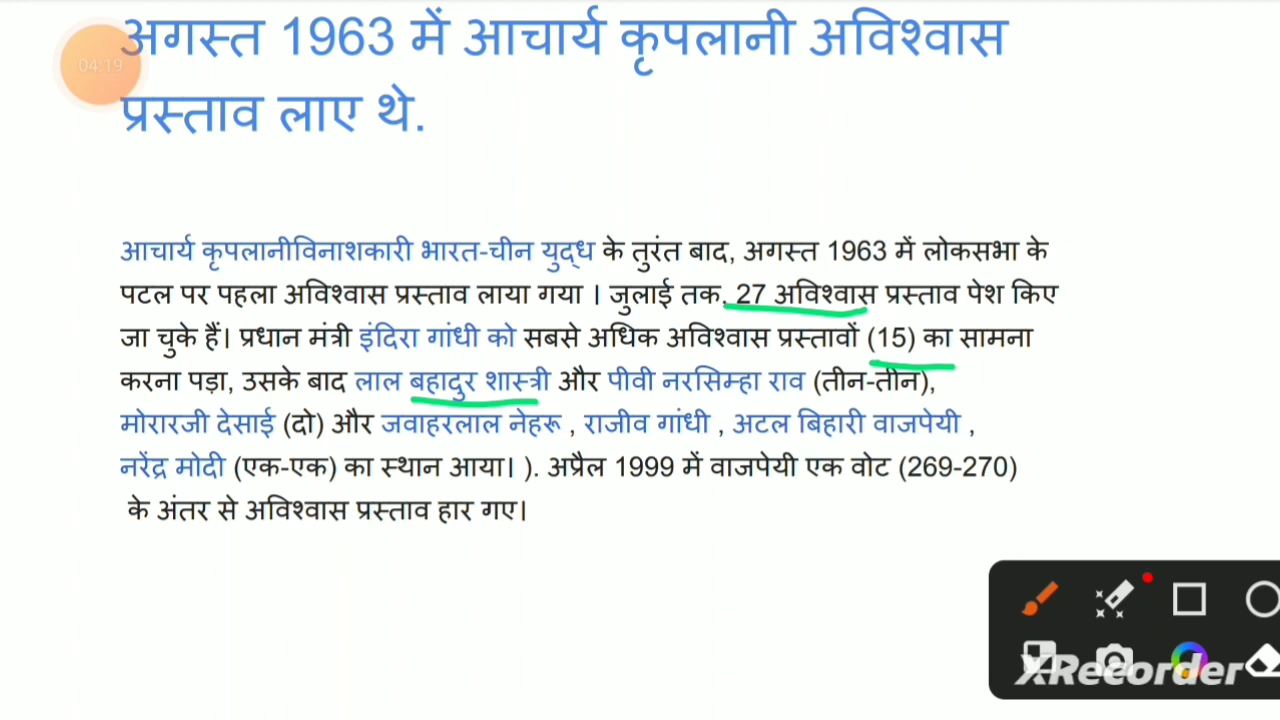 अगस्त 1963 में आचार्य कृपलानी अविश्वास
04:19
प्रस्ताव लाए थे.
आचार्य कृपलानीविनाशकारी भारत-चीन युद्ध के तुरंत बाद, अगस्त 1963 में लोकसभा के
पटल पर पहला अविश्वास प्रस्ताव लाया गया । जुलाई तक, 27 अविश्वास प्रस्ताव पेश किए
जा चुके हैं। प्रधान मंत्री इंदिरा गांधी को सबसे अधिक अविश्वास प्रस्तावों (15) का सामना
करना पड़ा, उसके बाद लाल बहादुर शास्त्री और पीवी नरसिम्हा राव (तीन-तीन),
मोरारजी देसाई (दो) और जवाहरलाल नेहरू , राजीव गांधी , अटल बिहारी वाजपेयी ,
नरेंद्र मोदी (एक-एक) का स्थान आया। ). अप्रैल 1999 में वाजपेयी एक वोट (269-270)
के अंतर से अविश्वास प्रस्ताव हार गए।
XRecorder